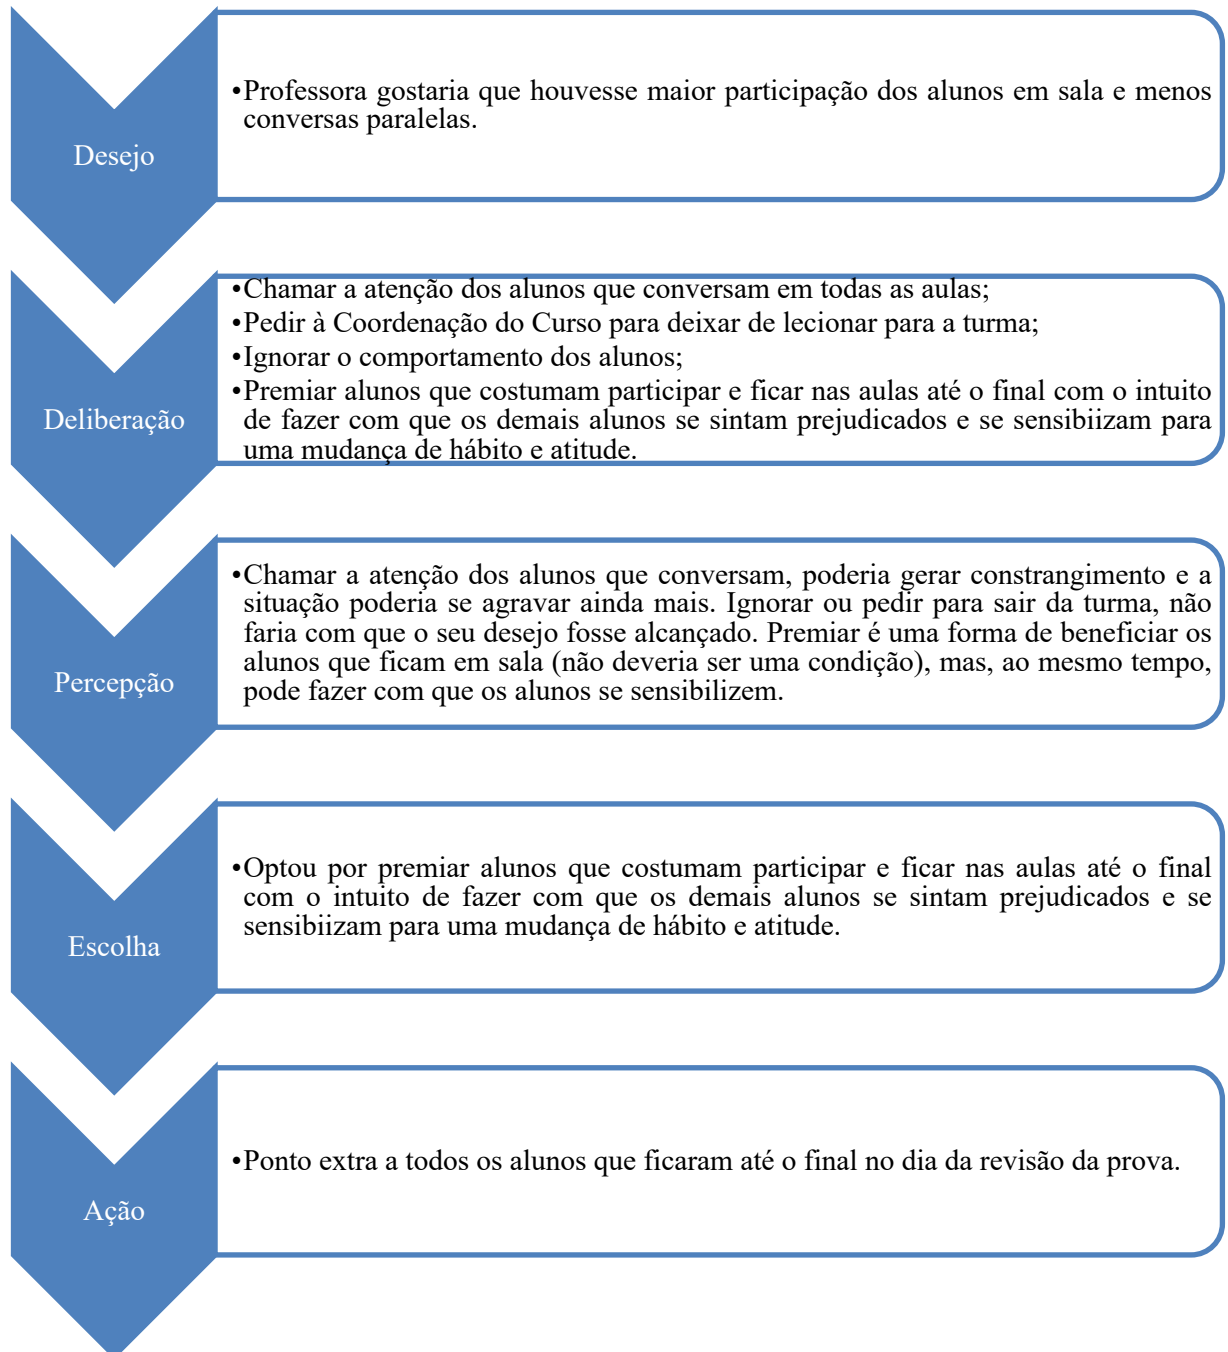 Desejo
•Professora gostaria que houvesse maior participação dos alunos em sala e menos
conversas paralelas.
Deliberação
•Chamar a atenção dos alunos que conversam em todas as aulas;
•Pedir à Coordenação do Curso para deixar de lecionar para a turma;
•Ignorar o comportamento dos alunos;
•Premiar alunos que costumam participar e ficar nas aulas até o final com o intuito
de fazer com que os demais alunos se sintam prejudicados e se sensibiizam para
uma mudança de hábito e atitude.
Percepção
•Chamar a atenção dos alunos que conversam, poderia gerar constrangimento e a
situação poderia se agravar ainda mais. Ignorar ou pedir para sair da turma, não
faria com que o seu desejo fosse alcançado. Premiar é uma forma de beneficiar os
alunos que ficam em sala (não deveria ser uma condição), mas, ao mesmo tempo,
pode fazer com que os alunos se sensibilizem.
Escolha
•Optou por premiar alunos que costumam participar e ficar nas aulas até o final
com o intuito de fazer com que os demais alunos se sintam prejudicados e se
sensibiizam para uma mudança de hábito e atitude.
Ação
•Ponto extra a todos os alunos que ficaram até o final no dia da revisão da prova.